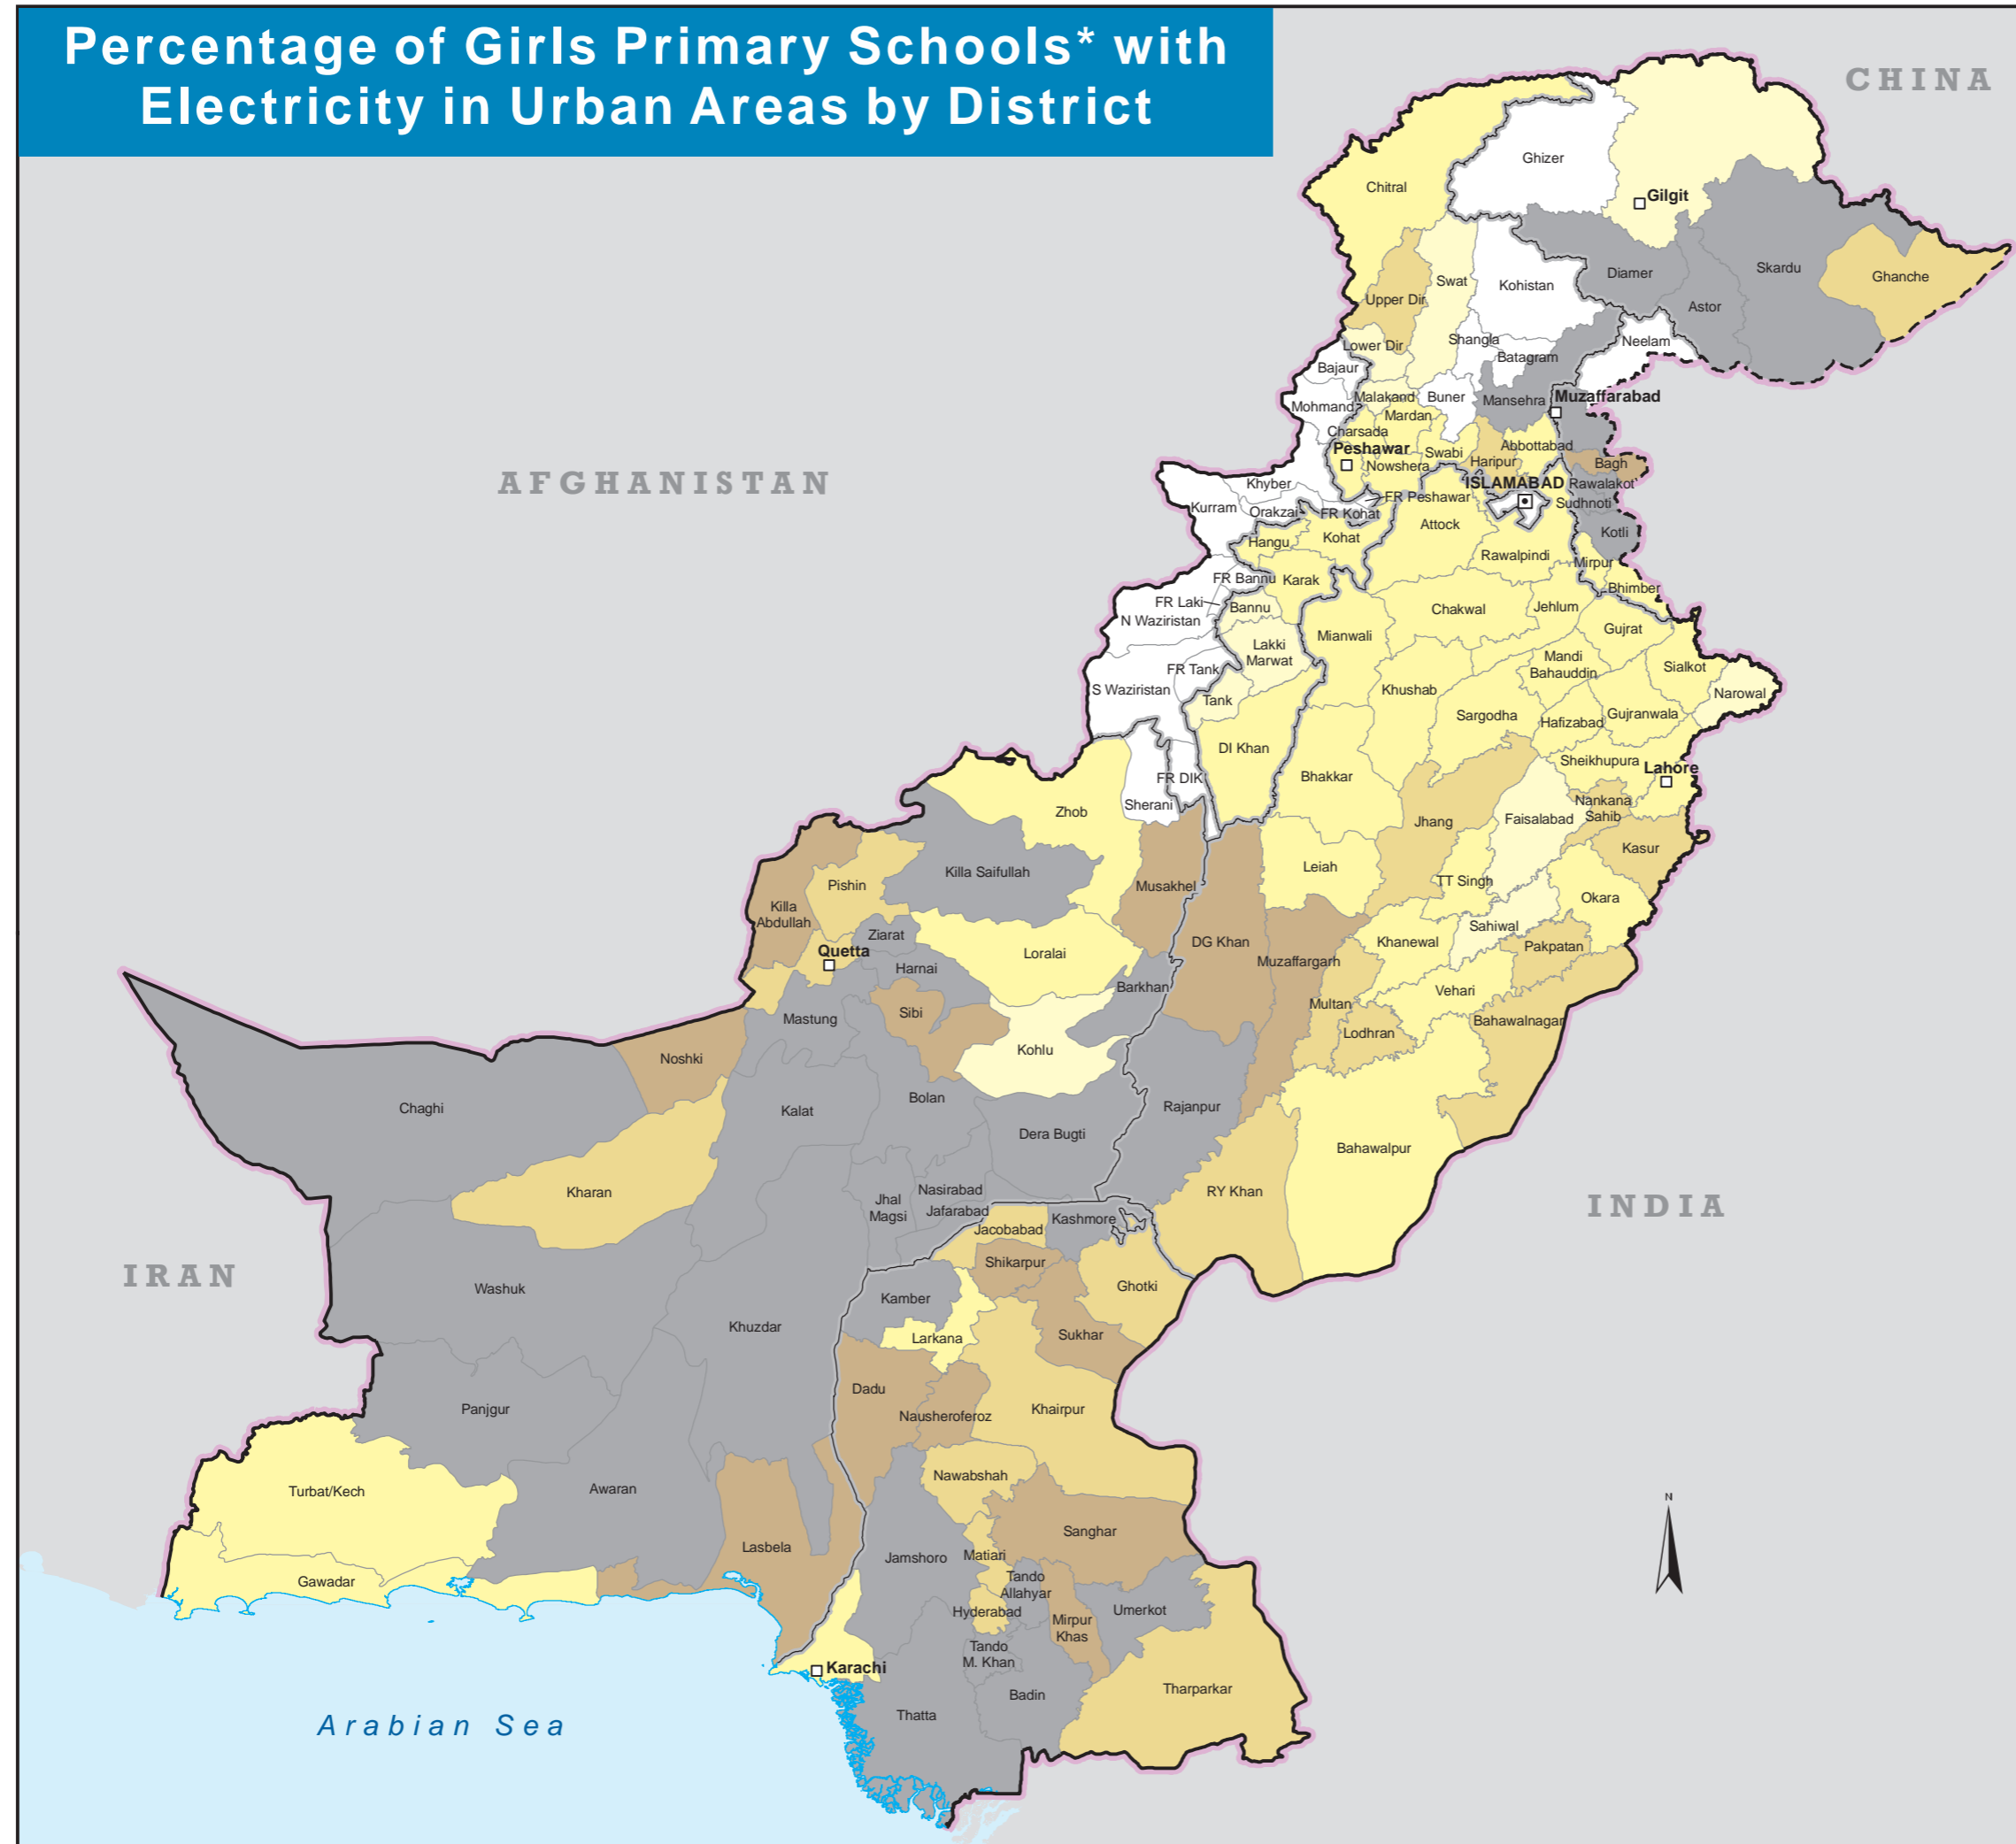 Percentage of Girls Primary Schools* with
Electricity in Urban Areas by District
CHINA
Ghizer
Chitral
Gilgit
Skardu
Diamer
Ghanche
Swat
Kohistan
Upper Dir
Astor
Shangla
Neelam
Lower Dir
Batagram
Bajaur
Malakand
Buner
Mansehra
Muzaffarabad
Mohmand
Mardan
Charsada
Abbottabad
Peshawar
Swabi
Haripur
Bagh
Nowshera
AFGHANISTAN
Khyber
ISLAMABAD
Rawalakot
FR Peshawar
Sudhnoti
Kurram
Orakzai
FR Kohat
Attock
Kotli
Hangu
Kohat
Rawalpindi
Mirpur
FR Bannu
Karak
Bhimber
FR Laki
Bannu
Chakwal
Jehlum
N Waziristan
Gujrat
Mianwali
Lakki
Marwat
Mandi
Bahauddin
Sialkot
FR Tank
S Waziristan
Khushab
Narowal
Tank
Sargodha
Hafizabad
Gujranwala
DI Khan
Sheikhupura
Lahore
Bhakkar
FR DIK
Sherani
Zhob
Nankana
Sahib
Jhang
Faisalabad
Kasur
Leiah
Killa Saifullah
TT Singh
Pishin
Musakhel
Okara
Killa
Abdullah
Sahiwal
Ziarat
Khanewal
Pakpatan
DG Khan
Quetta
Loralai
Muzaffargarh
Harnai
Barkhan
Vehari
Multan
Sibi
Mastung
Bahawalnagar
Lodhran
Kohlu
Noshki
Bolan
Chaghi
Kalat
Rajanpur
Dera Bugti
Bahawalpur
Kharan
Nasirabad
RY Khan
Jhal
Magsi
Jafarabad
INDIA
Kashmore
Jacobabad
Shikarpur
IRAN
Washuk
Ghotki
Kamber
Khuzdar
Larkana
Sukhar
Dadu
Panjgur
Khairpur
Nausheroferoz
Nawabshah
Turbat/Kech
Awaran
N
Sanghar
Lasbela
Jamshoro
Matiari
Gawadar
Tando
Allahyar
Hyderabad
Umerkot
Mirpur
Khas
Tando
M. Khan
Karachi
Tharparkar
Badin
Thatta
Arabian Sea